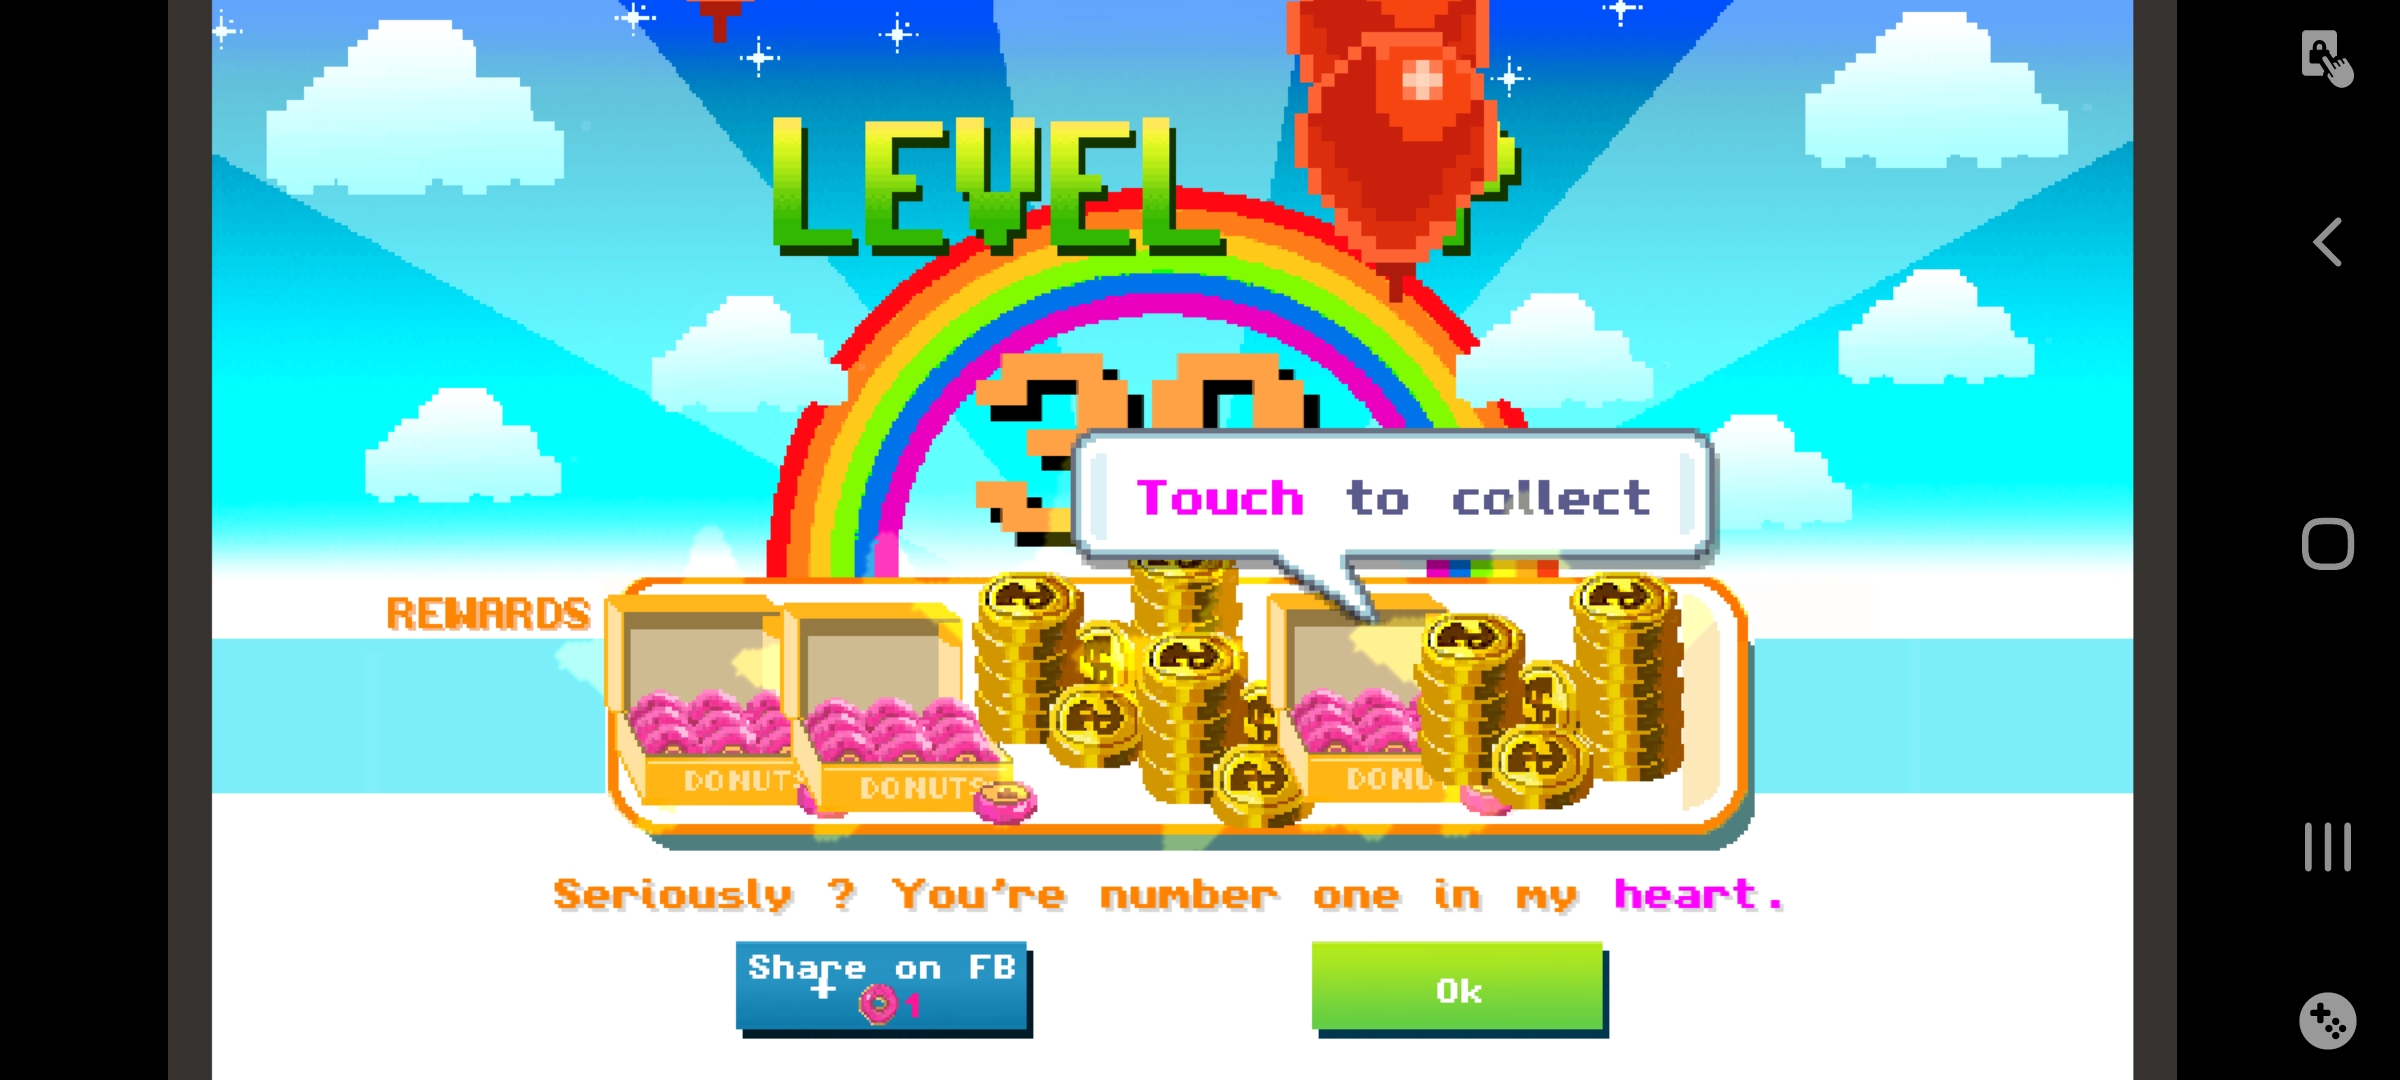 LEVEL
Touch to collect
REWARDS
DONUTS
DONUTS
Seriously ? You're number one in my heart.
Share on FB
+ 1
Ok